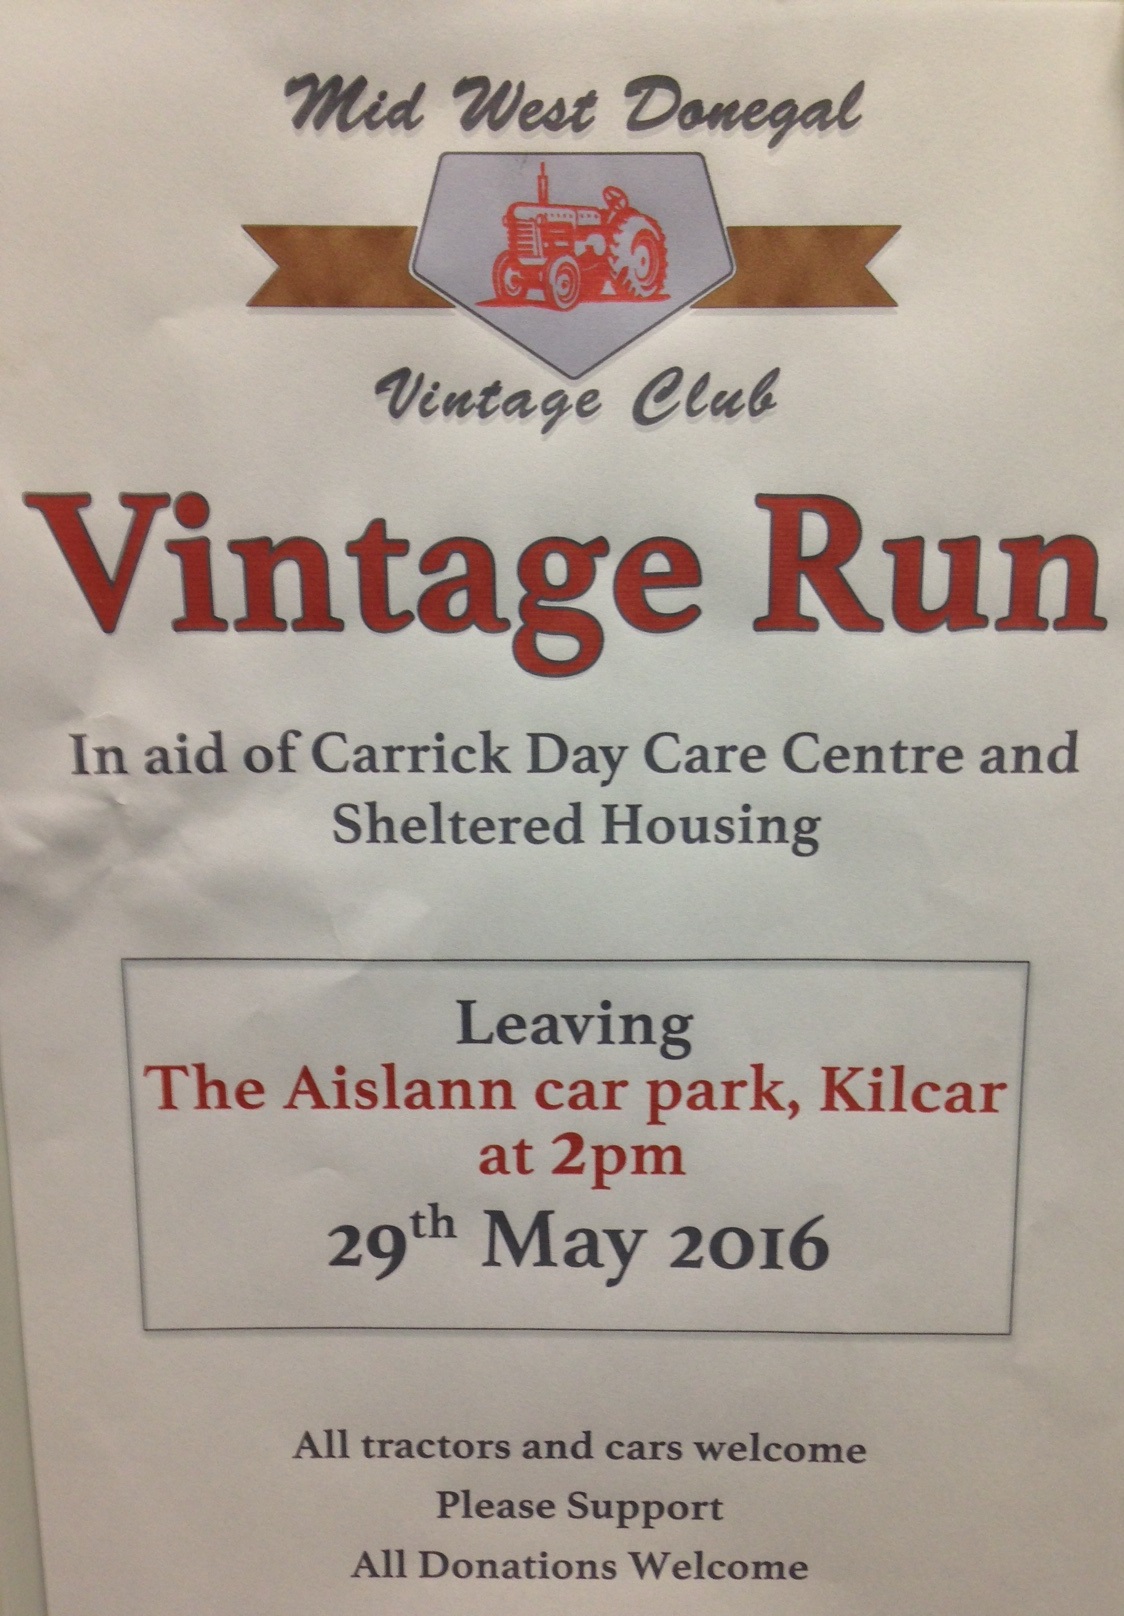 Mid West Donegal
Vintage Club
Vintage Run
In aid of Carrick Day Care Centre and
Sheltered Housing
Leaving
The Aislann car park, Kilcar
at 2pm
29th May 2016
All tractors and cars welcome
Please Support
All Donations Welcome